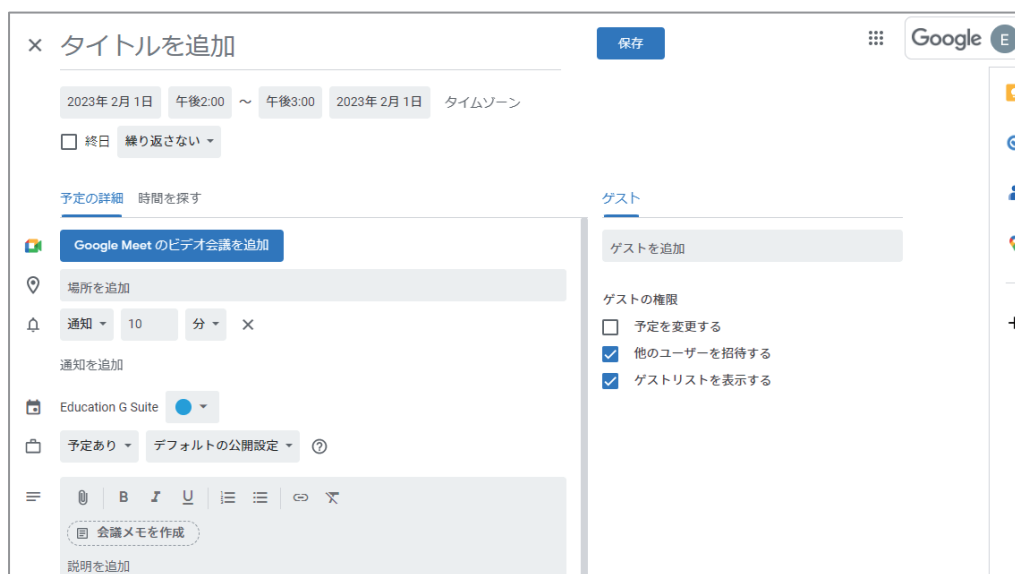 タイトルを追加
保存
Google E
2023年 2月 1日 午後2:00 ～ 午後3:00 2023年 2月 1日 タイムゾーン
終日 繰り返さない
予定の詳細 時間を探す
ゲスト
Google Meet のビデオ会議を追加
ゲストを追加
場所を追加
ゲストの権限
通知 10 分
予定を変更する
他のユーザーを招待する
通知を追加
ゲストリストを表示する
Education G Suite
予定あり デフォルトの公開設定
B I U
会議メモを作成
説明を追加